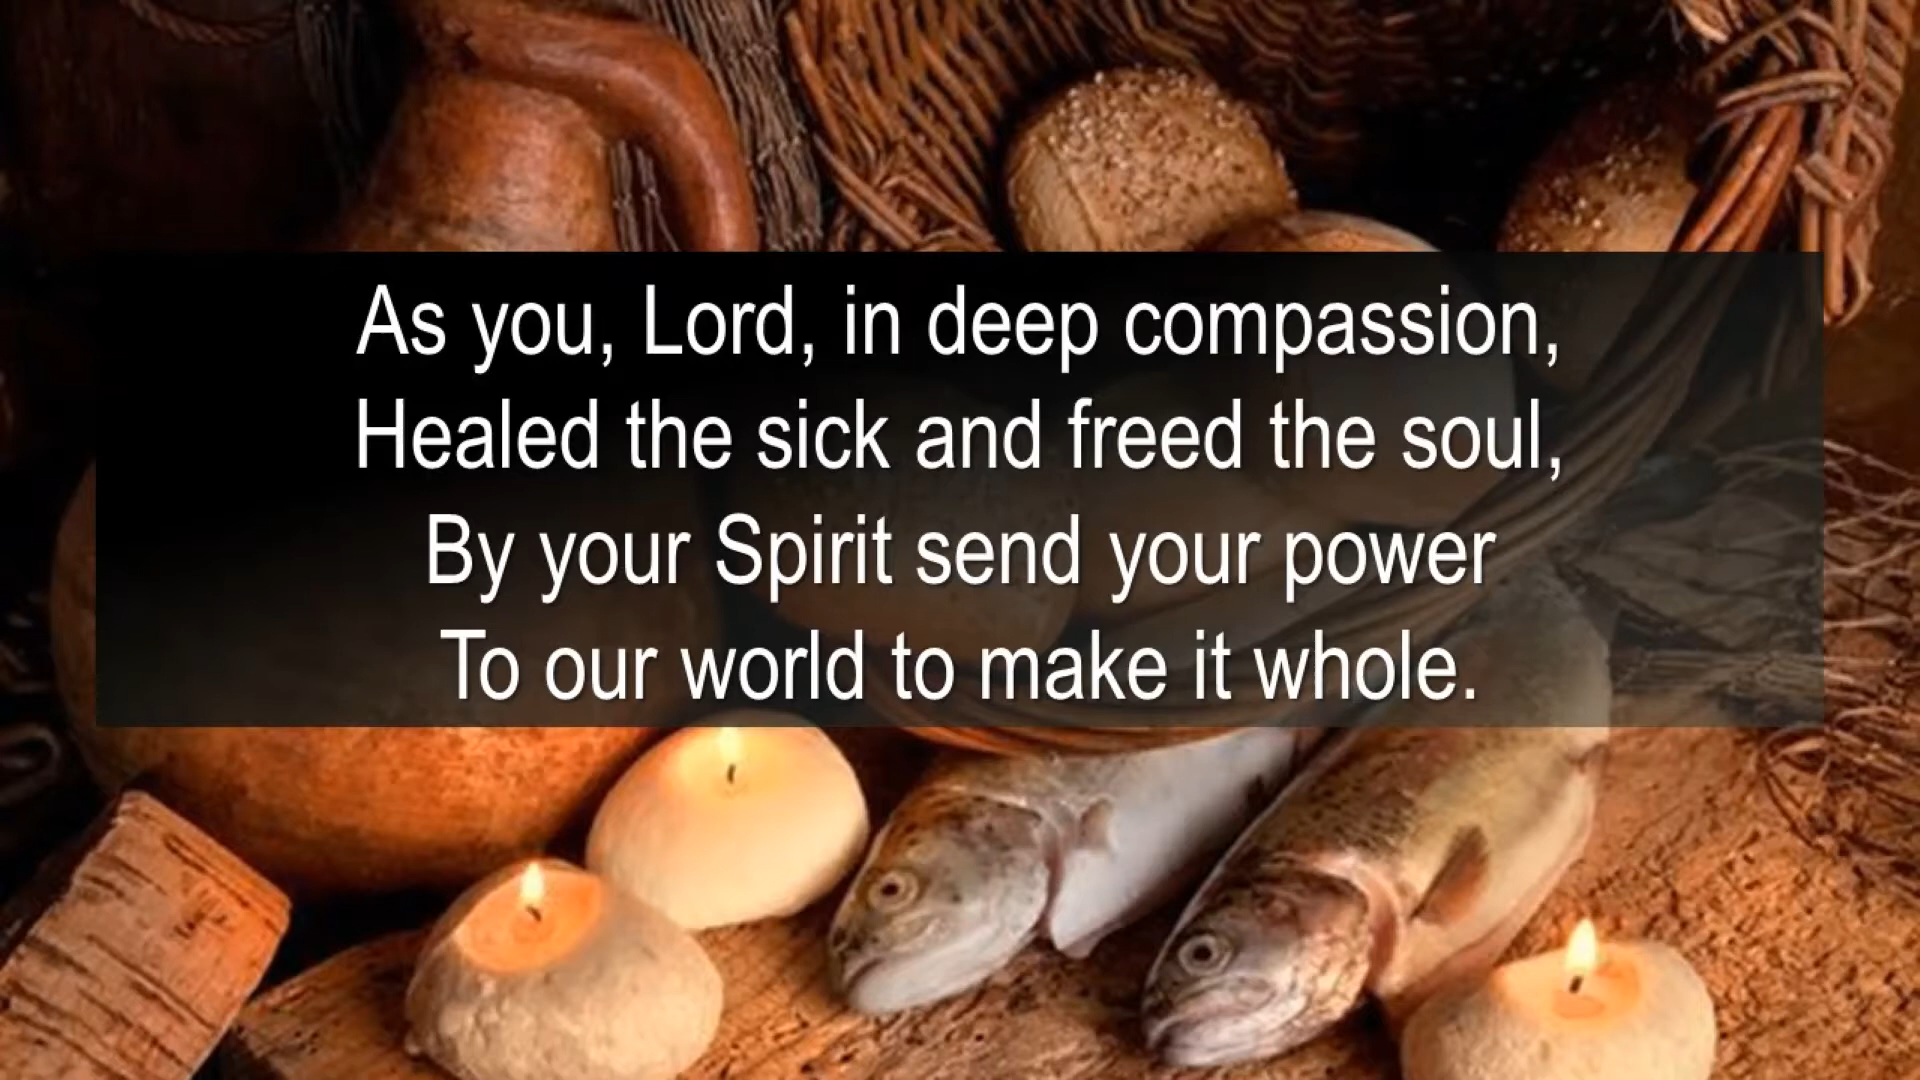 As you, Lord, in deep compassion,
Healed the sick and freed the soul,
By your Spirit send your power
To our world to make it whole.